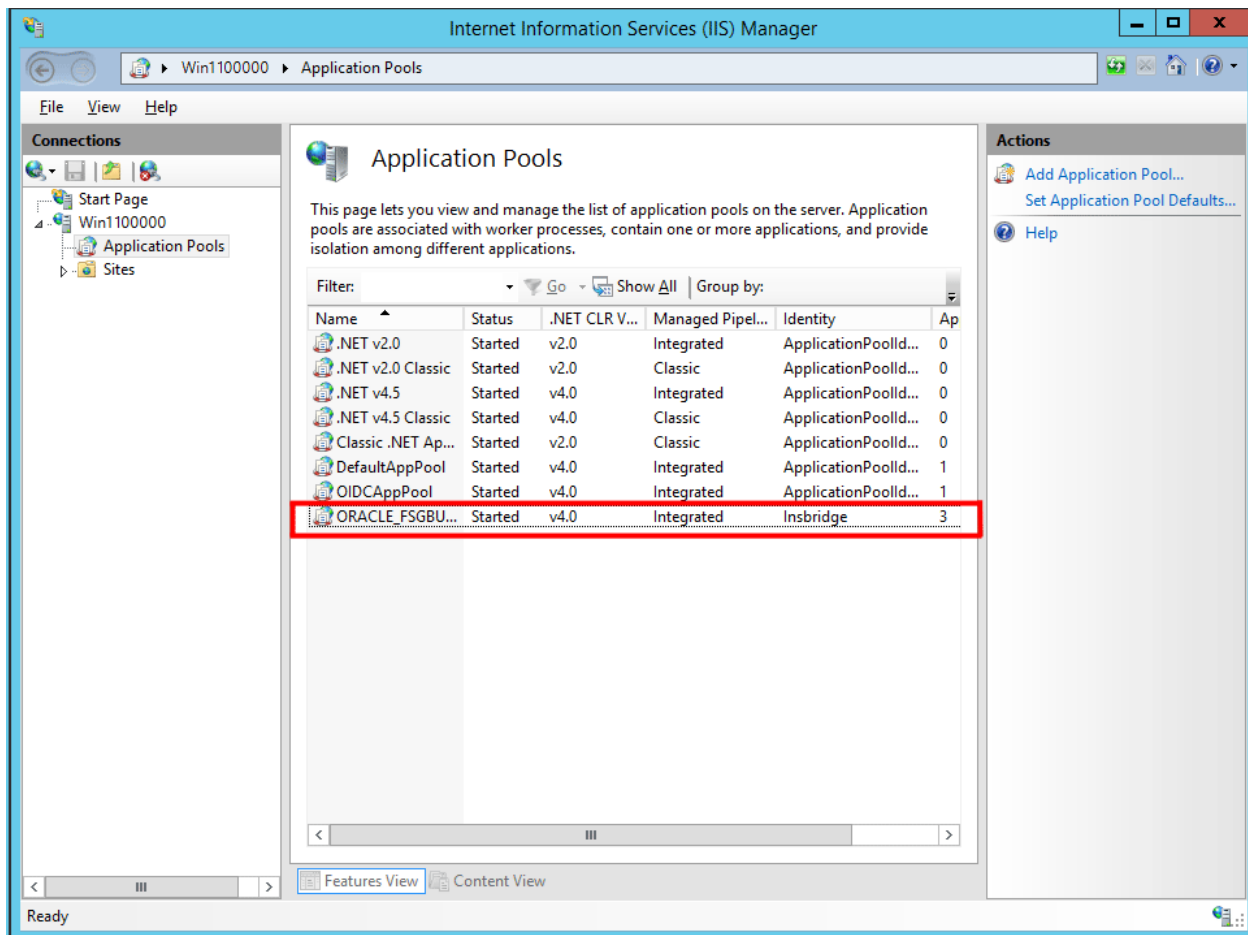 Internet Information Services (IIS) Manager
Win1100000 Application Pools
File View Help
Connections
Start Page
Win1100000
Application Pools
Sites
Application Pools
This page lets you view and manage the list of application pools on the server. Application
pools are associated with worker processes, contain one or more applications, and provide
isolation among different applications.
Filter: Go Show All Group by:
Name Status .NET CLR V... Managed Pipel... Identity Ap
.NET v2.0 Started v2.0 Integrated ApplicationPoolId... 0
.NET v2.0 Classic Started v2.0 Classic ApplicationPoolId... 0
.NET v4.5 Started v4.0 Integrated ApplicationPoolId... 0
.NET v4.5 Classic Started v4.0 Classic ApplicationPoolId... 0
Classic .NET Ap... Started v2.0 Classic ApplicationPoolId... 0
DefaultAppPool Started v4.0 Integrated ApplicationPoolId... 1
OIDCAppPool Started v4.0 Integrated ApplicationPoolId... 1
ORACLE_FSGBU... Started v4.0 Integrated Insbridge 3
Features View Content View
Actions
Add Application Pool...
Set Application Pool Defaults...
Help
Ready